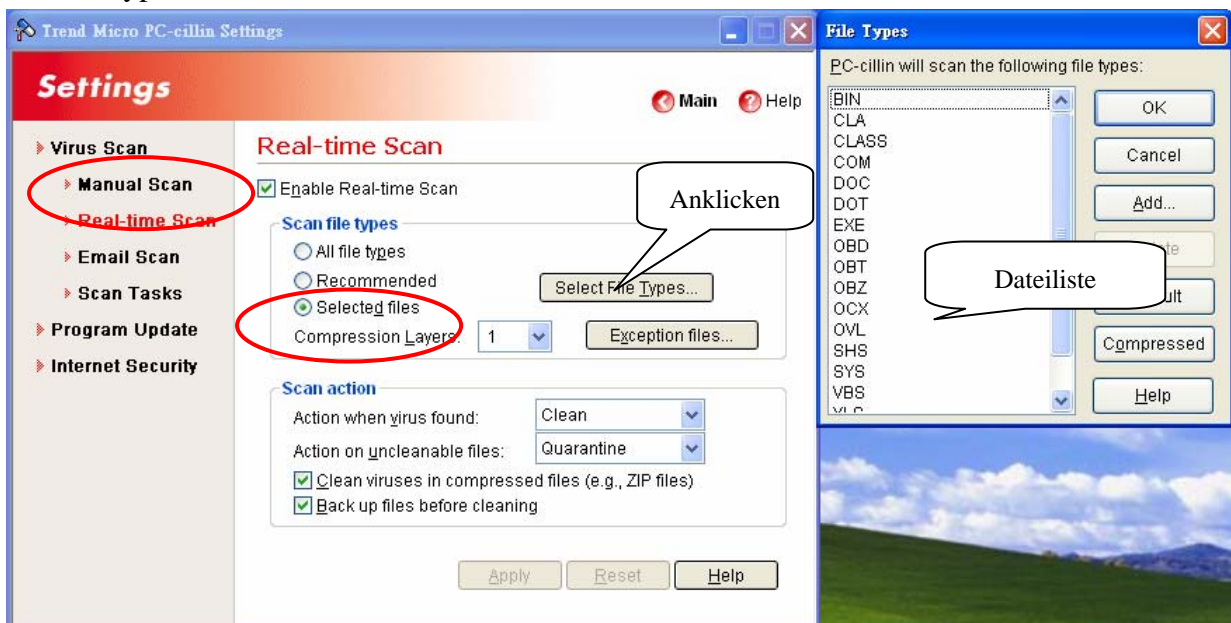 Trend Micro PC-cillin Settings
Settings
Main
Help
Virus Scan
Manual Scan
Real-time Scan
Email Scan
Scan Tasks
Program Update
Internet Security
Real-time Scan
Enable Real-time Scan
Anklicken
Scan file types
All file types
Recommended
Selected files
Select File Types...
Compression Layers: 1
Exception files...
Scan action
Action when virus found: Clean
Action on uncleanable files: Quarantine
Clean viruses in compressed files (e.g., ZIP files)
Back up files before cleaning
Apply
Reset
Help
File Types
PC-cillin will scan the following file types:
BIN
CLA
CLASS
COM
DOC
DOT
EXE
OBD
OBT
OBZ
OCX
OVL
SHS
SYS
VBS
Dateiliste
OK
Cancel
Add...
Compressed
Help